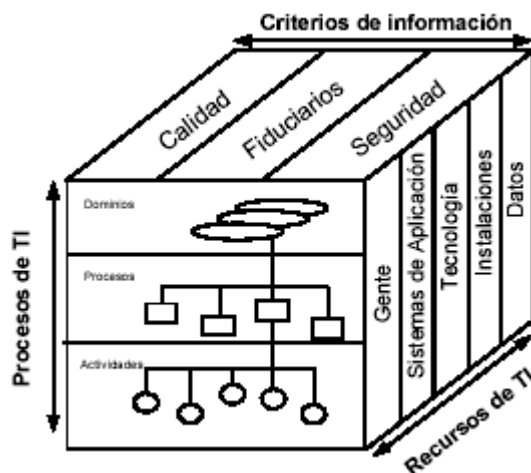 Criterios de información
Calidad
Fiduciarios
Seguridad
Procesos de TI
Dominios
Procesos
Actividades
Gente
Sistemas de Aplicación
Tecnología
Instalaciones
Datos
Recursos de TI